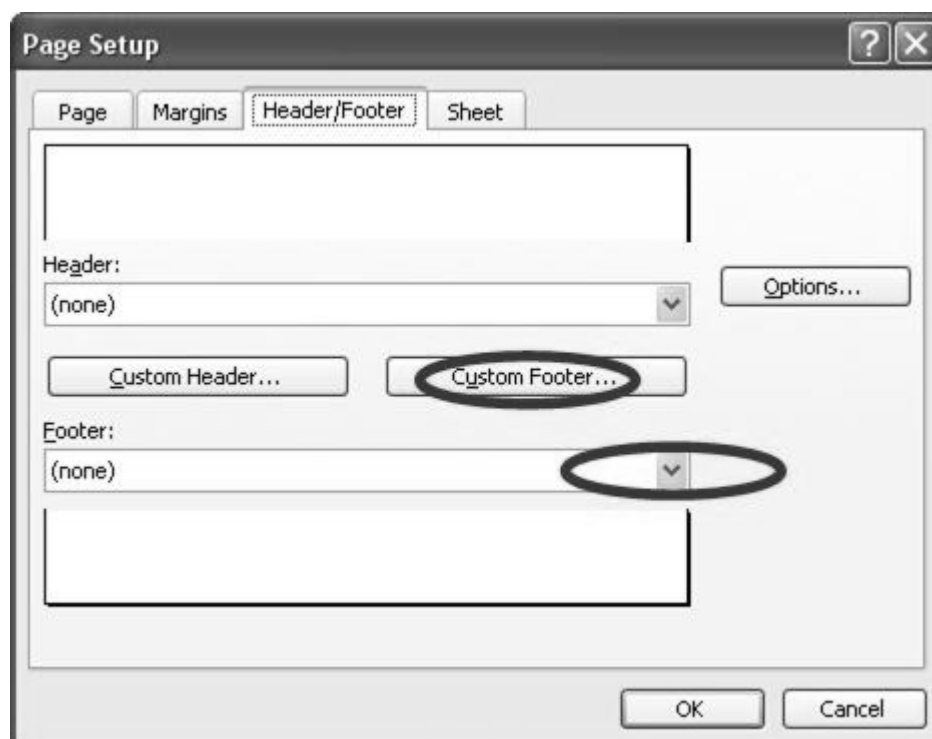 Page Setup
Page Margins Header/Footer Sheet
Header:
(none)
Options...
Custom Header... Custom Footer...
Footer:
(none)
OK Cancel